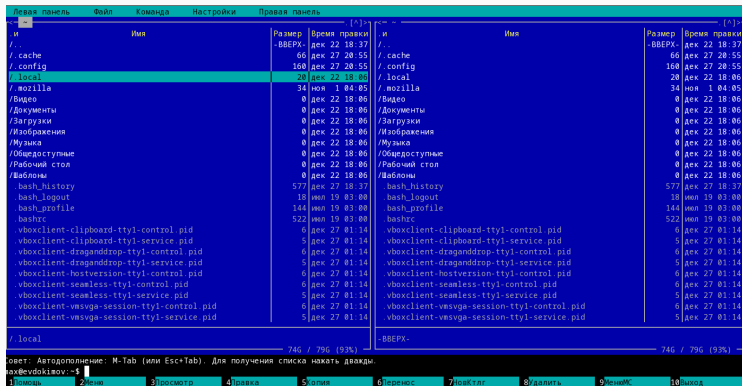 Левая панель Файл Команда Настройки Правая панель
<- ~ .[^]>
.и Имя Размер Время правки
/.. -ВВЕРХ- дек 22 18:37
/.cache 66 дек 27 20:55
/.config 160 дек 27 20:55
/.local 20 дек 22 18:06
/.mozilla 34 ноя 1 04:05
/Видео 0 дек 22 18:06
/Документы 0 дек 22 18:06
/Загрузки 0 дек 22 18:06
/Изображения 0 дек 22 18:06
/Музыка 0 дек 22 18:06
/Общедоступные 0 дек 22 18:06
/Рабочий стол 0 дек 22 18:06
/Шаблоны 0 дек 22 18:06
.bash_history 577 дек 27 18:37
.bash_logout 18 июл 19 03:00
.bash_profile 144 июл 19 03:00
.bashrc 522 июл 19 03:00
.vboxclient-clipboard-tty1-control.pid 6 дек 27 01:14
.vboxclient-clipboard-tty1-service.pid 5 дек 27 01:14
.vboxclient-draganddrop-tty1-control.pid 6 дек 27 01:14
.vboxclient-draganddrop-tty1-service.pid 5 дек 27 01:14
.vboxclient-hostversion-tty1-control.pid 6 дек 27 01:14
.vboxclient-seamless-tty1-control.pid 6 дек 27 01:14
.vboxclient-seamless-tty1-service.pid 5 дек 27 01:14
.vboxclient-vmsvga-session-tty1-control.pid 6 дек 27 01:14
.vboxclient-vmsvga-session-tty1-service.pid 5 дек 27 01:14
/.local
74G / 79G (93%)
<- ~ .[^]>
.и Имя Размер Время правки
/.. -ВВЕРХ- дек 22 18:37
/.cache 66 дек 27 20:55
/.config 160 дек 27 20:55
/.local 20 дек 22 18:06
/.mozilla 34 ноя 1 04:05
/Видео 0 дек 22 18:06
/Документы 0 дек 22 18:06
/Загрузки 0 дек 22 18:06
/Изображения 0 дек 22 18:06
/Музыка 0 дек 22 18:06
/Общедоступные 0 дек 22 18:06
/Рабочий стол 0 дек 22 18:06
/Шаблоны 0 дек 22 18:06
.bash_history 577 дек 27 18:37
.bash_logout 18 июл 19 03:00
.bash_profile 144 июл 19 03:00
.bashrc 522 июл 19 03:00
.vboxclient-clipboard-tty1-control.pid 6 дек 27 01:14
.vboxclient-clipboard-tty1-service.pid 5 дек 27 01:14
.vboxclient-draganddrop-tty1-control.pid 6 дек 27 01:14
.vboxclient-draganddrop-tty1-service.pid 5 дек 27 01:14
.vboxclient-hostversion-tty1-control.pid 6 дек 27 01:14
.vboxclient-seamless-tty1-control.pid 6 дек 27 01:14
.vboxclient-seamless-tty1-service.pid 5 дек 27 01:14
.vboxclient-vmsvga-session-tty1-control.pid 6 дек 27 01:14
.vboxclient-vmsvga-session-tty1-service.pid 5 дек 27 01:14
-ВВЕРХ-
74G / 79G (93%)
Совет: Автодополнение: M-Tab (или Esc+Tab). Для получения списка нажать дважды.
max@evdokimov:~$
1Помощь 2Меню 3Просмотр 4Правка 5Копия 6Перенос 7НовКтлг 8Удалить 9МенюМС 10Выход